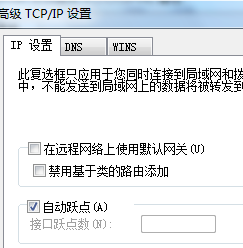 高级 TCP/IP 设置
IP 设置 DNS WINS
此复选框只应用于您同时连接到局域网和拨
中，不能发送到局域网上的数据将被转发到
在远程网络上使用默认网关(U)
禁用基于类的路由添加
自动跃点(A)
接口跃点数(N):